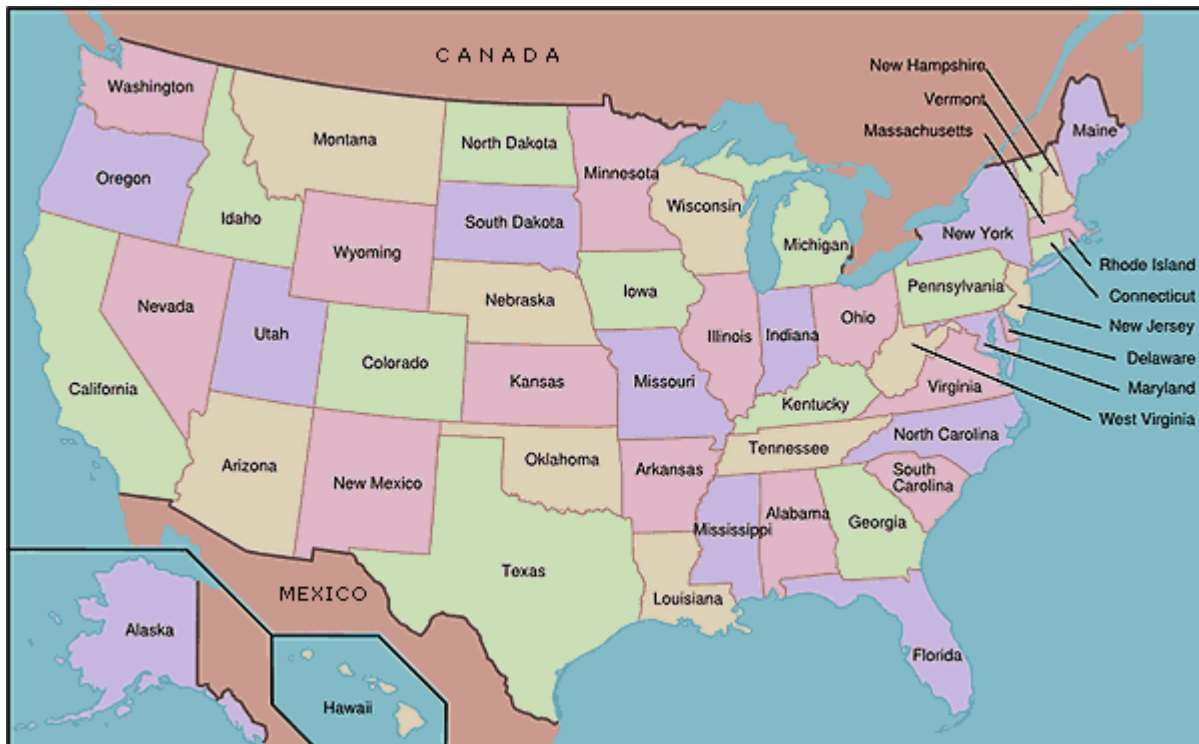 CANADA
New Hampshire
Vermont
Massachusetts
Washington
Montana
North Dakota
Minnesota
Maine
Oregon
Idaho
South Dakota
Wisconsin
Michigan
New York
Wyoming
Rhode Island
Nevada
Nebraska
Iowa
Pennsylvania
Connecticut
Utah
Illinois
Indiana
Ohio
New Jersey
California
Colorado
Kansas
Missouri
Delaware
Virginia
Maryland
Kentucky
West Virginia
North Carolina
Tennessee
Arizona
New Mexico
Oklahoma
Arkansas
South
Carolina
Mississippi
Alabama
Georgia
Texas
Louisiana
MEXICO
Alaska
Florida
Hawaii